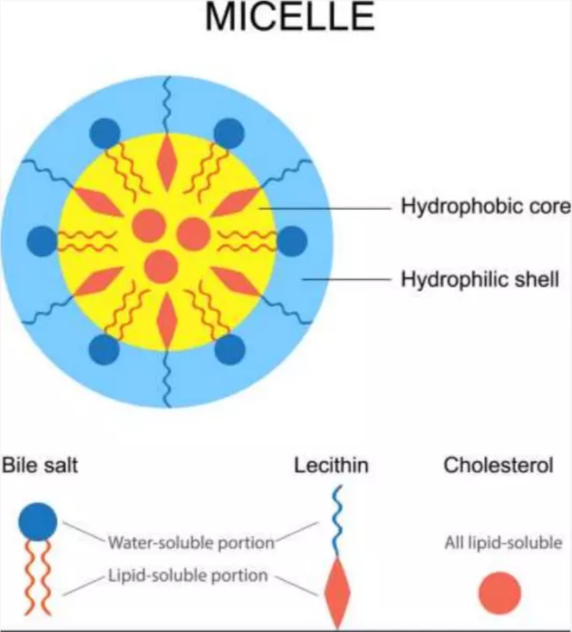 MICELLE
Hydrophobic core
Hydrophilic shell
Bile salt
Lecithin
Cholesterol
Water-soluble portion
All lipid-soluble
Lipid-soluble portion